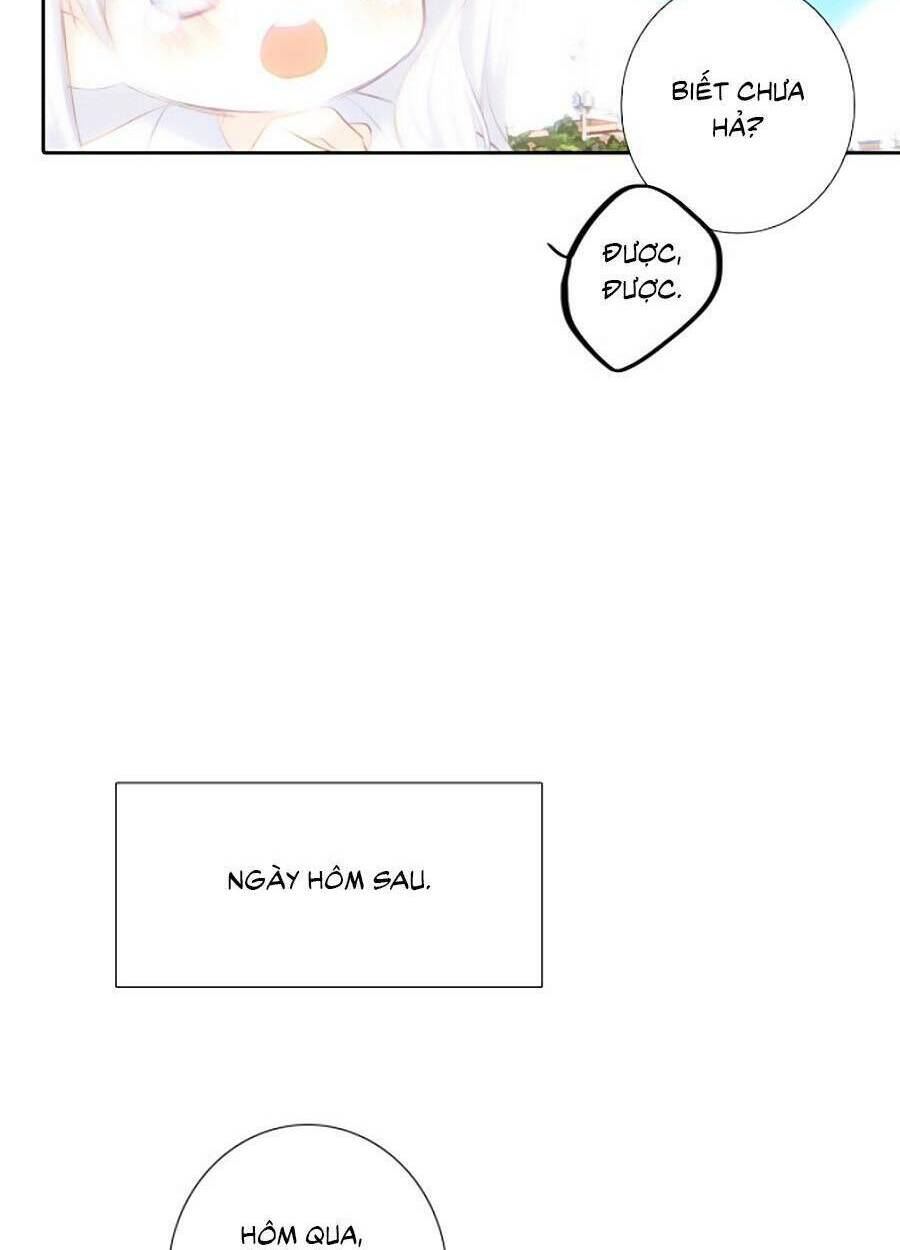 BIẾT CHƯA
HẢ?
ĐƯỢC,
ĐƯỢC.
NGÀY HÔM SAU.
HÔM QUA,